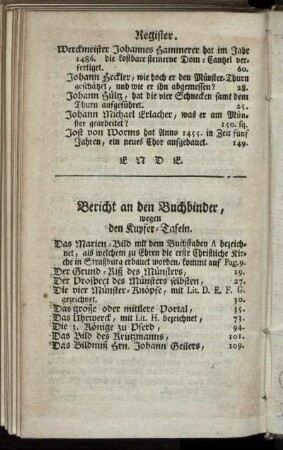 Register.
Werckmeister Johannes Hammerer hat im Jahr
1486. die kostbare steinerne Dom: Cantzel ver-
fertiget. 60.
Johann Heckler, wie hoch er den Münster-Thurn
geschätzet, und wie er ihn abgemessen? 28.
Johann Hültz, hat die vier Schnecken samt dem
Thurn aufgeführet. 25.
Johann Michael Erlacher, was er am Mün-
ster gearbeitet? 150. sq.
Jost von Worms hat Anno 1455. in Zeit fünf
Jahren, ein neues Chor aufgebauet. 149.
E N D E.
Bericht an den Buchbinder,
wegen
den Kupfer-Tafeln.
Das Marien-Bild mit dem Buchstaben A bezeich-
net, als welchem zu Ehren die erste Christliche Kir-
che in Straßburg erbauet worden, kommt auf Pag. 9.
Der Grund-Riß des Münsters, 19.
Der Prospect des Münsters selbsten, 27.
Die vier Münster-Knöpfe, mit Lit. D. E. F. G.
gezeichnet. 30.
Das große oder mittlere Portal, 35.
Das Uhrwerck, mit Lit. H. bezeichnet, 73.
Die 3. Könige zu Pferd, 94.
Das Bild des Krutzmanns, 101.
Das Bildnuß Hrn. Johann Geilers, 109.